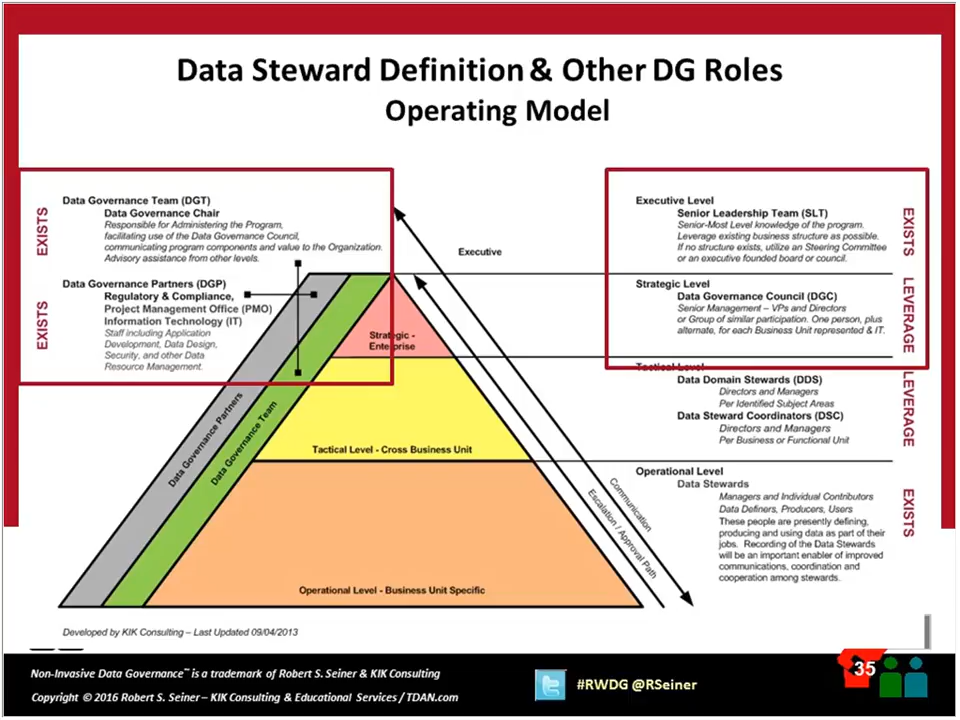 Data Steward Definition & Other DG Roles
Operating Model
EXISTS
Data Governance Team (DGT)
Data Governance Chair
Responsible for Administering the Program,
facilitating use of the Data Governance Council,
communicating program components and value to the Organization.
Advisory assistance from other levels.
EXISTS
Data Governance Partners (DGP)
Regulatory & Compliance,
Project Management Office (PMO)
Information Technology (IT)
Staff including Application
Development, Data Design,
Security, and other Data
Resource Management.
Executive
Strategic -
Enterprise
Tactical Level - Cross Business Unit
Operational Level - Business Unit Specific
Data Governance Partners
Data Governance Team
Communication
Escalation / Approval Path
Executive Level
Senior Leadership Team (SLT)
Senior-Most Level knowledge of the program.
Leverage existing business structure as possible.
If no structure exists, utilize an Steering Committee
or an executive founded board or council.
EXISTS
Strategic Level
Data Governance Council (DGC)
Senior Management – VPs and Directors
or Group of similar participation. One person, plus
alternate, for each Business Unit represented & IT.
LEVERAGE
Tactical Level
Data Domain Stewards (DDS)
Directors and Managers
Per Identified Subject Areas
Data Steward Coordinators (DSC)
Directors and Managers
Per Business or Functional Unit
LEVERAGE
Operational Level
Data Stewards
Managers and Individual Contributors
Data Definers, Producers, Users
These people are presently defining,
producing and using data as part of their
jobs. Recording of the Data Stewards
will be an important enabler of improved
communications, coordination and
cooperation among stewards.
EXISTS
Developed by KIK Consulting – Last Updated 09/04/2013
Non-Invasive Data Governance™ is a trademark of Robert S. Seiner & KIK Consulting
Copyright © 2016 Robert S. Seiner – KIK Consulting & Educational Services / TDAN.com
#RWDG @RSeiner
35